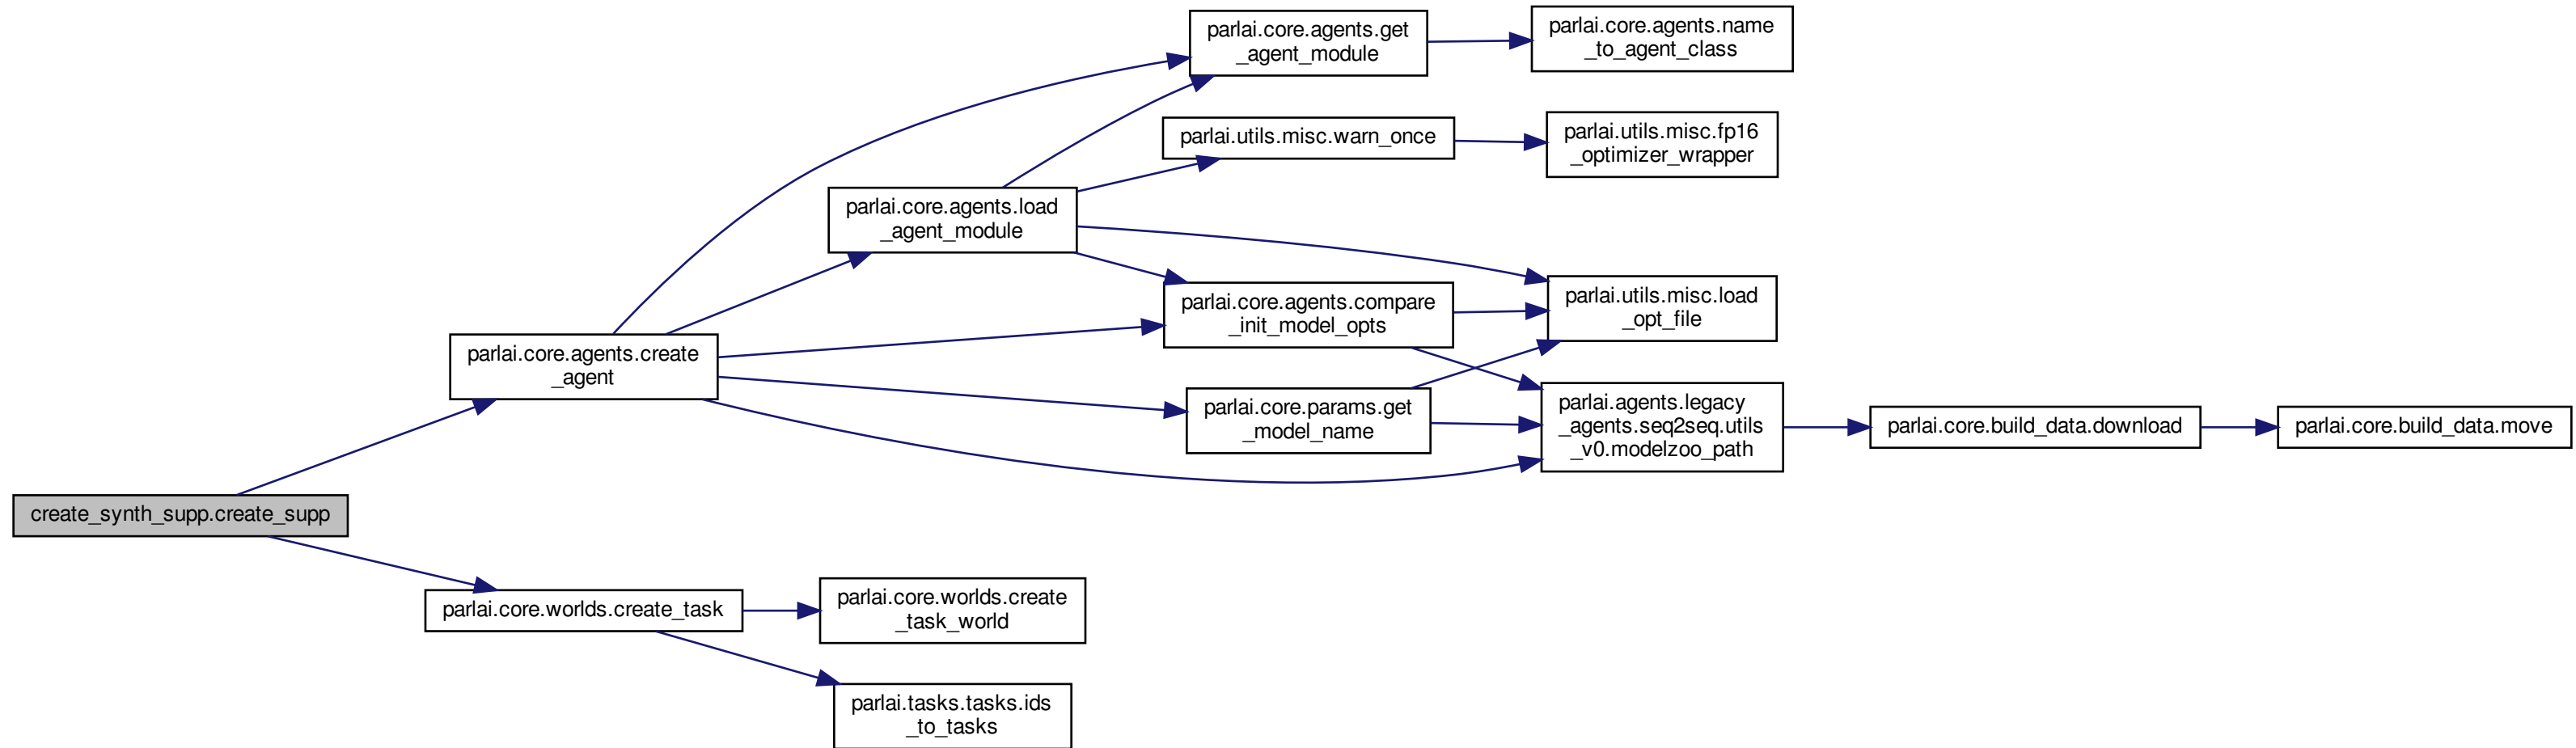 parlai.core.agents.get
_agent_module
parlai.core.agents.name
_to_agent_class
parlai.utils.misc.warn_once
parlai.utils.misc.fp16
_optimizer_wrapper
parlai.core.agents.load
_agent_module
parlai.core.agents.compare
_init_model_opts
parlai.utils.misc.load
_opt_file
parlai.core.agents.create
_agent
parlai.core.params.get
_model_name
parlai.agents.legacy
_agents.seq2seq.utils
_v0.modelzoo_path
parlai.core.build_data.download
parlai.core.build_data.move
create_synth_supp.create_supp
parlai.core.worlds.create_task
parlai.core.worlds.create
_task_world
parlai.tasks.tasks.ids
_to_tasks